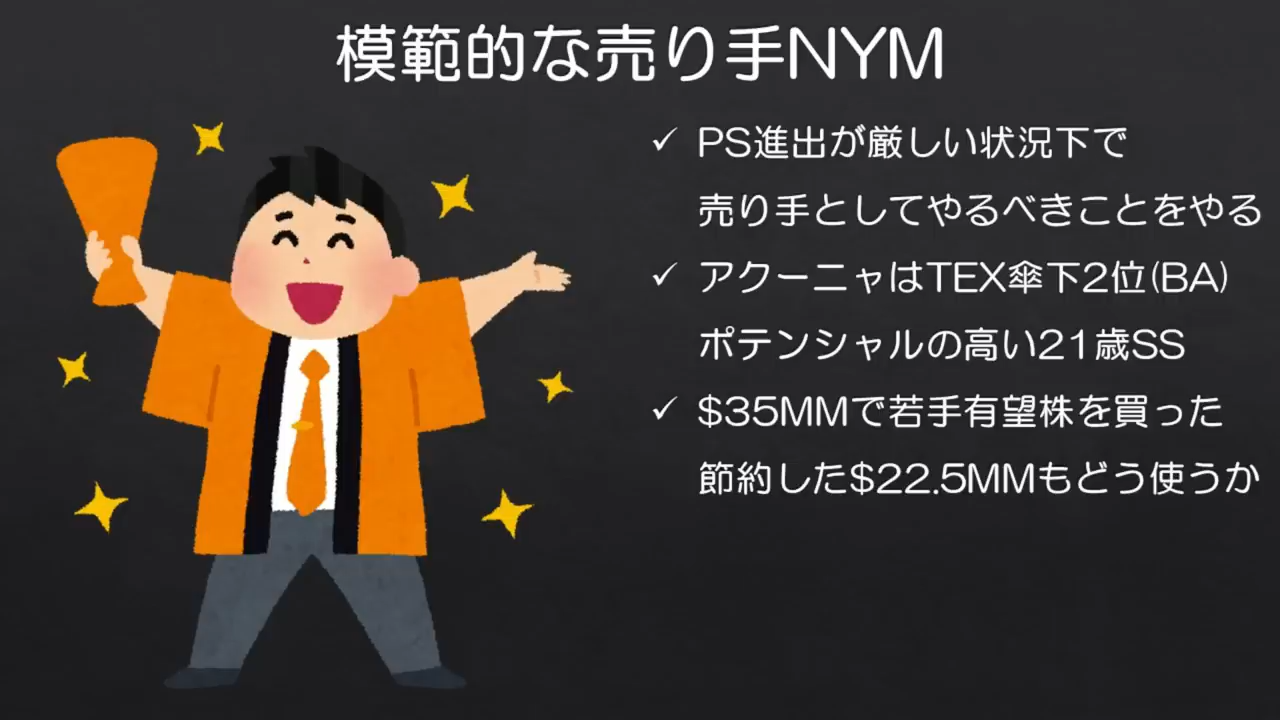 模範的な売り手NYM
✓ PS進出が厳しい状況下で
売り手としてやるべきことをやる
✓ アクーニャはTEX傘下2位(BA)
ポテンシャルの高い21歳SS
✓ $35MMで若手有望株を買った
節約した$22.5MMもどう使うか